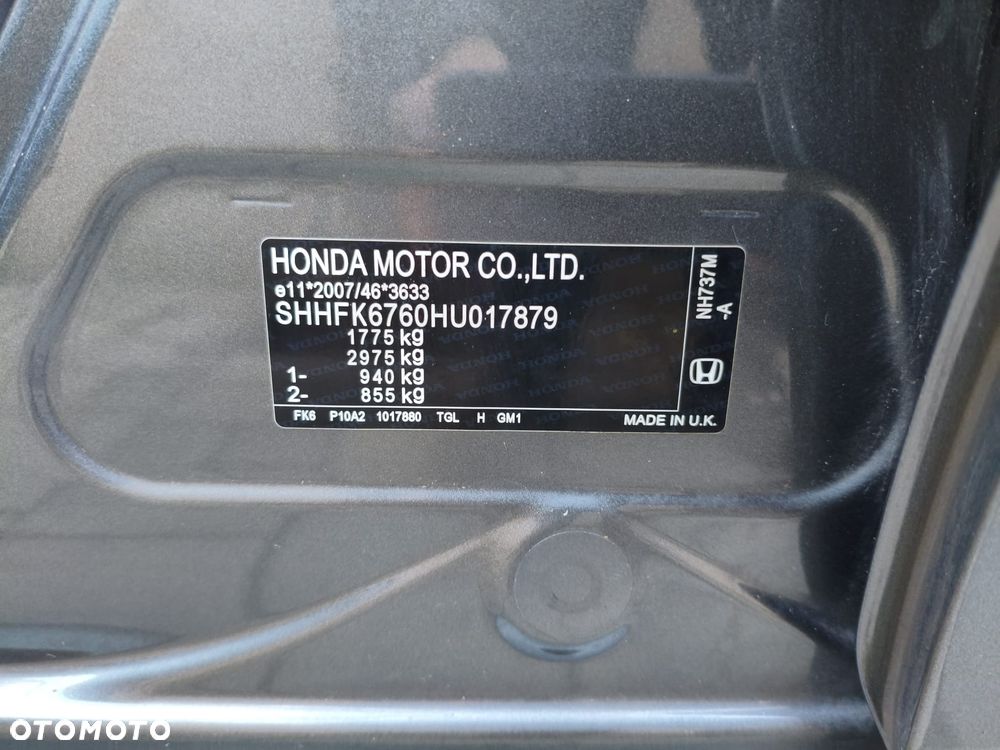 HONDA MOTOR CO.,LTD.
e11*2007/46*3633
SHHFK6760HU017879
1775 kg
2975 kg
1- 940 kg
2- 855 kg
FK6 P10A2 1017880 TGL H GM1
MADE IN U.K.
NH737M
-A
OTOMOTO